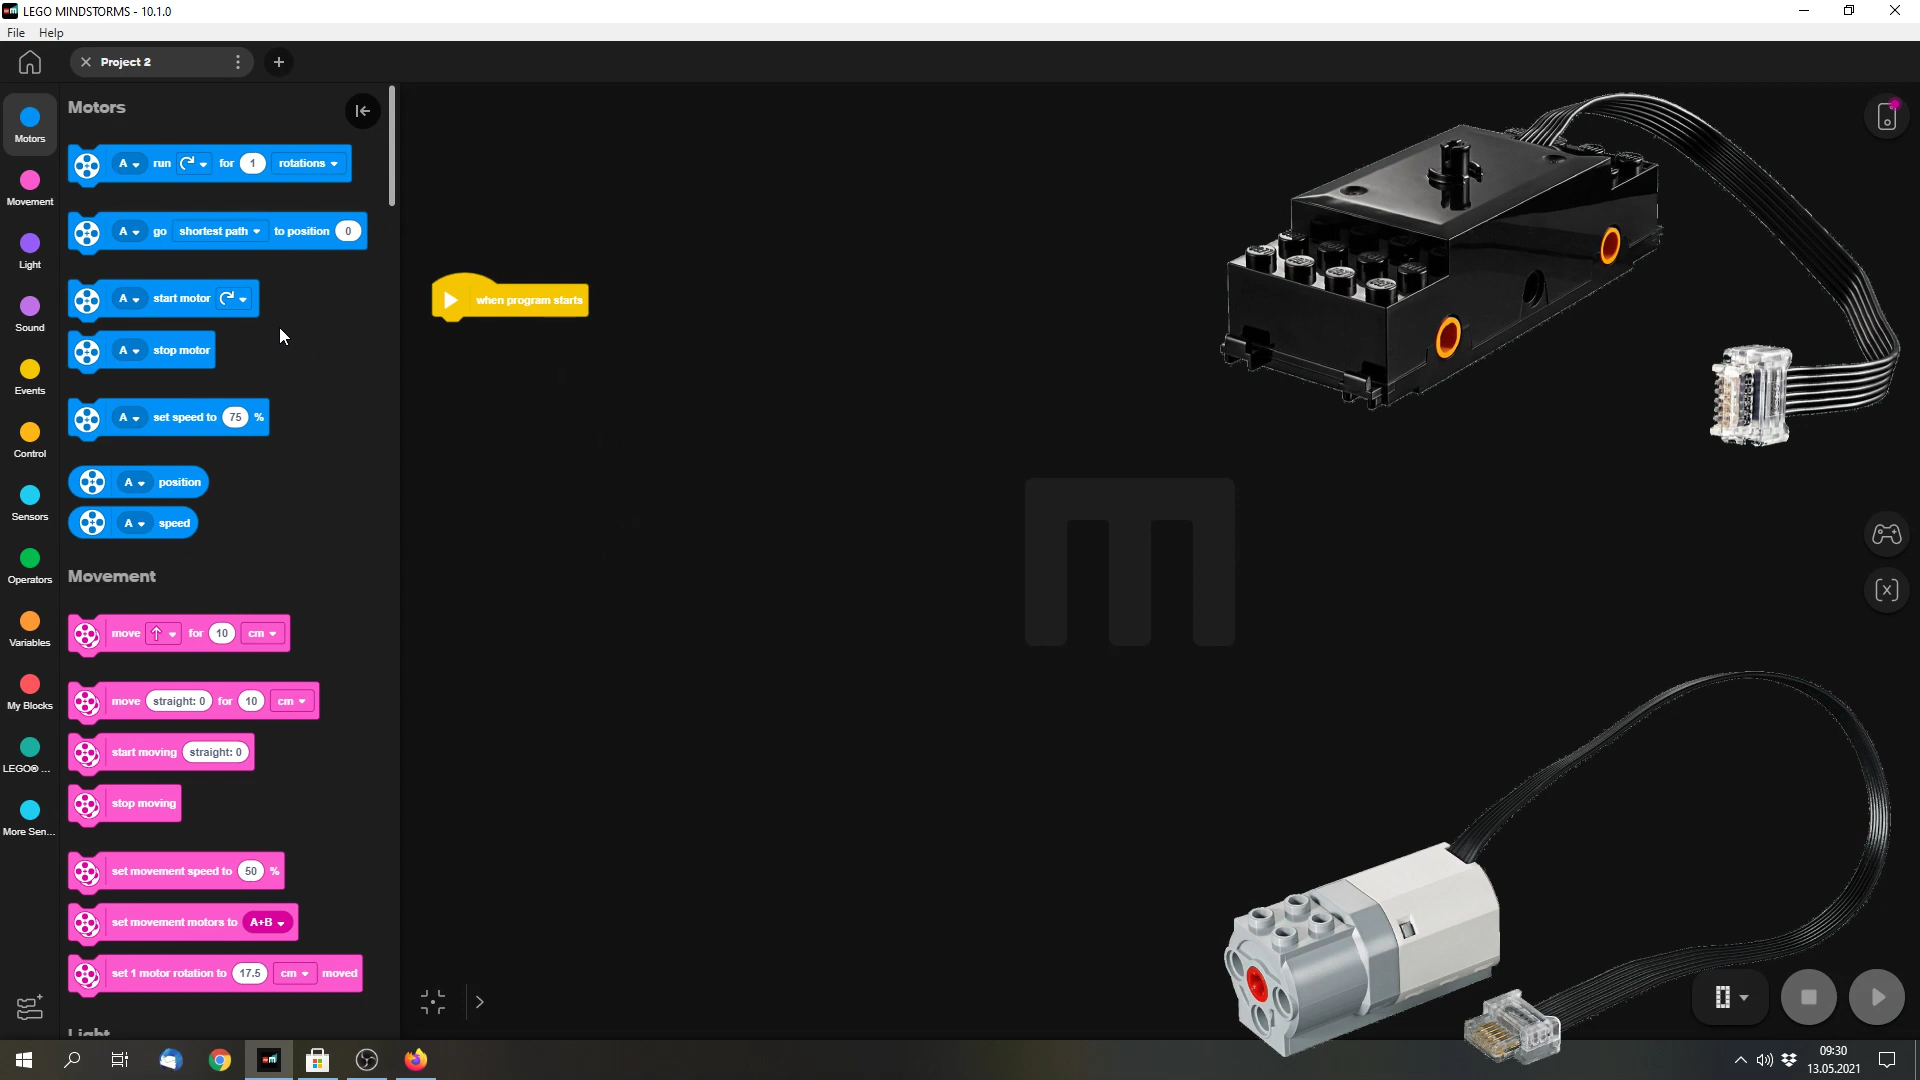 LEGO MINDSTORMS - 10.1.0
File Help
Project 2
Motors
Movement
Light
Sound
Events
Control
Sensors
Operators
Variables
My Blocks
LEGO® ...
More Sen...
Motors
A run for 1 rotations
A go shortest path to position 0
A start motor
A stop motor
A set speed to 75 %
A position
A speed
Movement
move for 10 cm
move straight: 0 for 10 cm
start moving straight: 0
stop moving
set movement speed to 50 %
set movement motors to A+B
set 1 motor rotation to 17.5 cm moved
Light
when program starts
09:30
13.05.2021